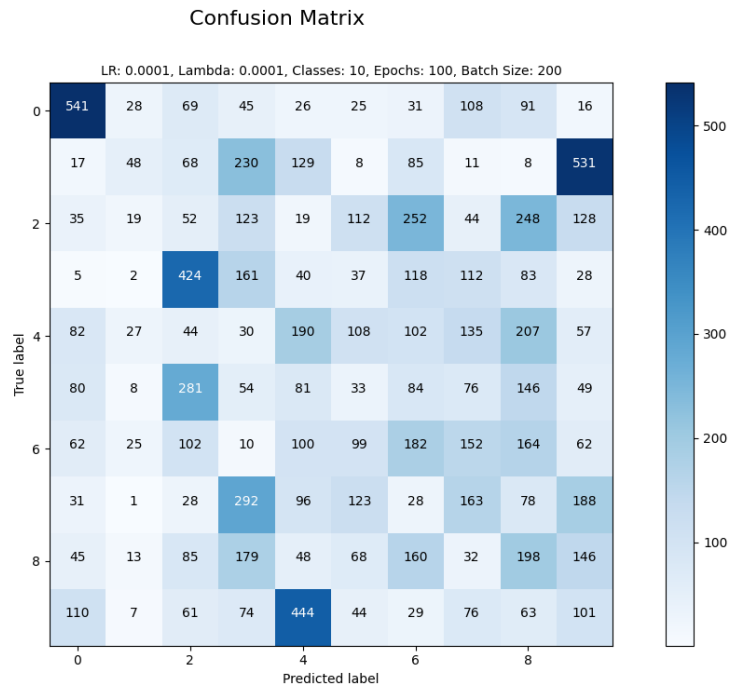 Confusion Matrix
LR: 0.0001, Lambda: 0.0001, Classes: 10, Epochs: 100, Batch Size: 200
0 541 28 69 45 26 25 31 108 91 16
17 48 68 230 129 8 85 11 8 531
2 35 19 52 123 19 112 252 44 248 128
5 2 424 161 40 37 118 112 83 28
4 82 27 44 30 190 108 102 135 207 57
80 8 281 54 81 33 84 76 146 49
6 62 25 102 10 100 99 182 152 164 62
31 1 28 292 96 123 28 163 78 188
8 45 13 85 179 48 68 160 32 198 146
110 7 61 74 444 44 29 76 63 101
0 2 4 6 8
Predicted label
True label
500
400
300
200
100